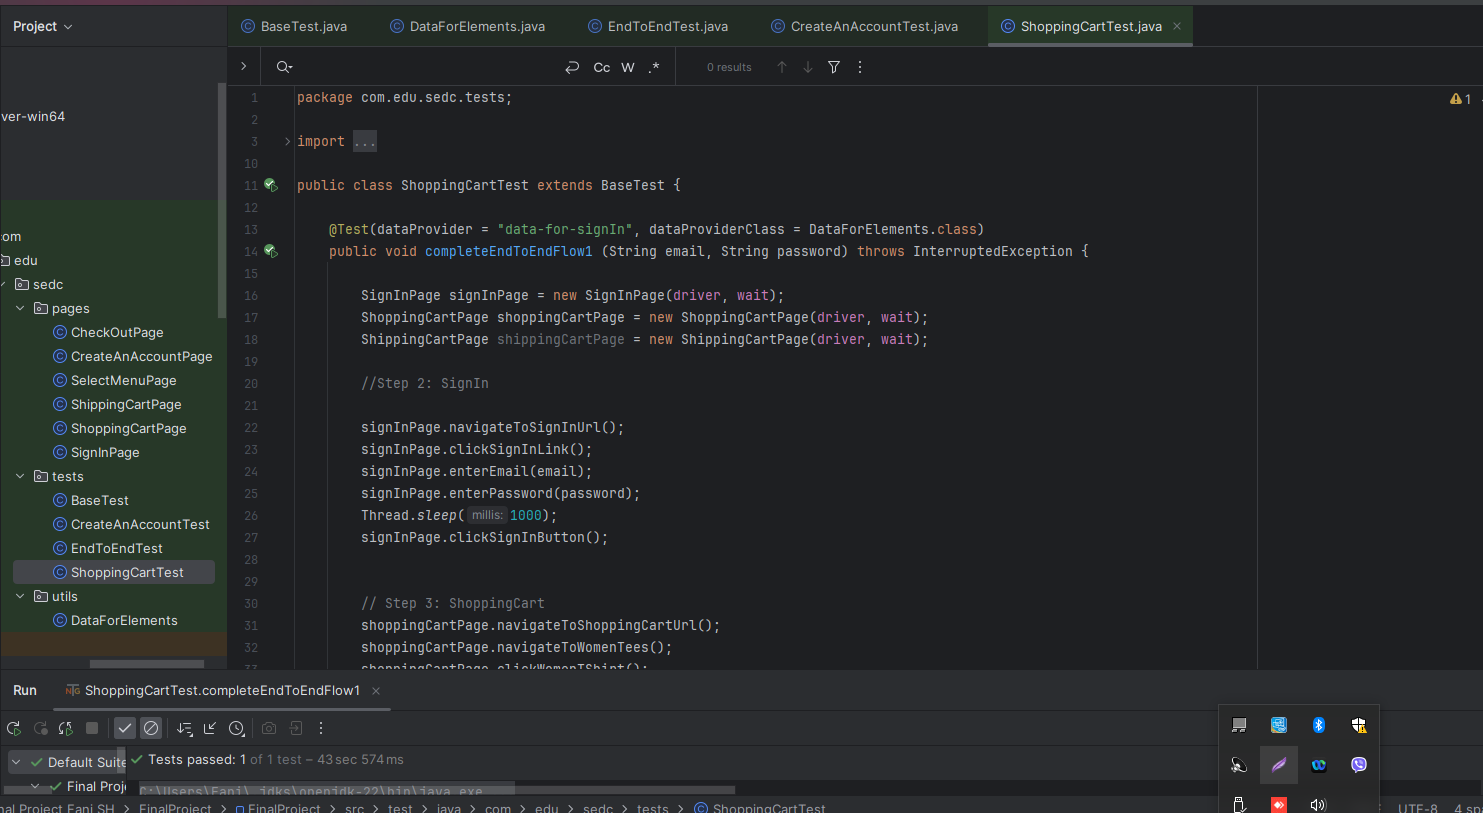 Project
BaseTest.java
DataForElements.java
EndToEndTest.java
CreateAnAccountTest.java
ShoppingCartTest.java
Cc W .*
0 results
ver-win64
com
edu
sedc
pages
CheckOutPage
CreateAnAccountPage
SelectMenuPage
ShippingCartPage
ShoppingCartPage
SignInPage
tests
BaseTest
CreateAnAccountTest
EndToEndTest
ShoppingCartTest
utils
DataForElements
1 package com.edu.sedc.tests;
2
3 import ...
10
11 public class ShoppingCartTest extends BaseTest {
12
13 @Test(dataProvider = "data-for-signIn", dataProviderClass = DataForElements.class)
14 public void completeEndToEndFlow1 (String email, String password) throws InterruptedException {
15
16 SignInPage signInPage = new SignInPage(driver, wait);
17 ShoppingCartPage shoppingCartPage = new ShoppingCartPage(driver, wait);
18 ShippingCartPage shippingCartPage = new ShippingCartPage(driver, wait);
19
20 //Step 2: SignIn
21
22 signInPage.navigateToSignInUrl();
23 signInPage.clickSignInLink();
24 signInPage.enterEmail(email);
25 signInPage.enterPassword(password);
26 Thread.sleep( millis: 1000);
27 signInPage.clickSignInButton();
28
29
30 // Step 3: ShoppingCart
31 shoppingCartPage.navigateToShoppingCartUrl();
32 shoppingCartPage.navigateToWomenTees();
33 shoppingCartPage.clickWomenTShirt();
1
Run
ShoppingCartTest.completeEndToEndFlow1
Default Suite
Tests passed: 1 of 1 test – 43 sec 574 ms
Final Proj
C:\Users\Fani\.jdks\openjdk-22\bin\java.exe
nal Project Fani SH > FinalProject > FinalProject > src > test > java > com > edu > sedc > tests > ShoppingCartTest
UTF-8
4 spa